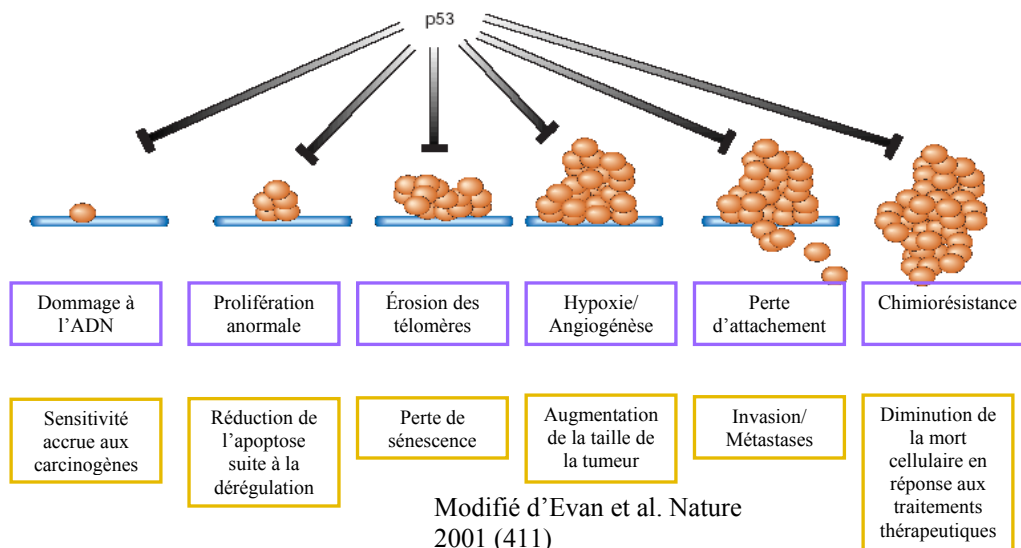 p53
Dommage à
l’ADN
Prolifération
anormale
Érosion des
télomères
Hypoxie/
Angiogénèse
Perte
d’attachement
Chimiorésistance
Sensitivité
accrue aux
carcinogènes
Réduction de
l’apoptose
suite à la
dérégulation
Perte de
sénescence
Augmentation
de la taille de
la tumeur
Invasion/
Métastases
Diminution de
la mort
cellulaire en
réponse aux
traitements
thérapeutiques
Modifié d’Evan et al. Nature
2001 (411)